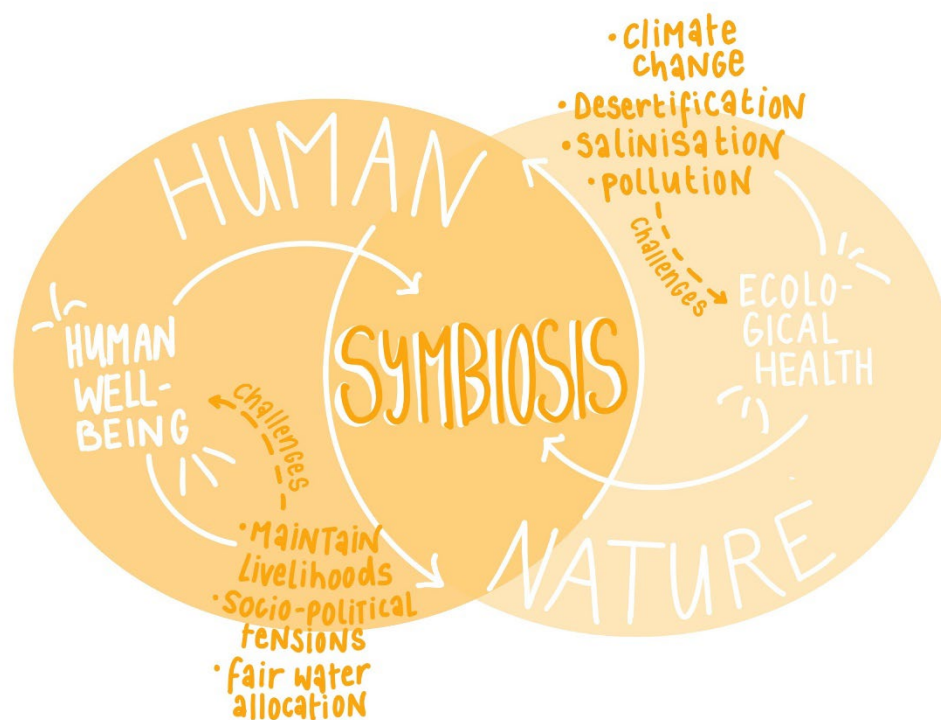 HUMAN
HUMAN
WELL-
BEING
challenges
• MAINTAIN
Livelihoods
• Socio-political
tensions
• fair water
allocation
SYMBIOSIS
• Climate
change
• Desertification
• Salinisation
• Pollution
challenges
ECOLO-
GICAL
HEALTH
NATURE